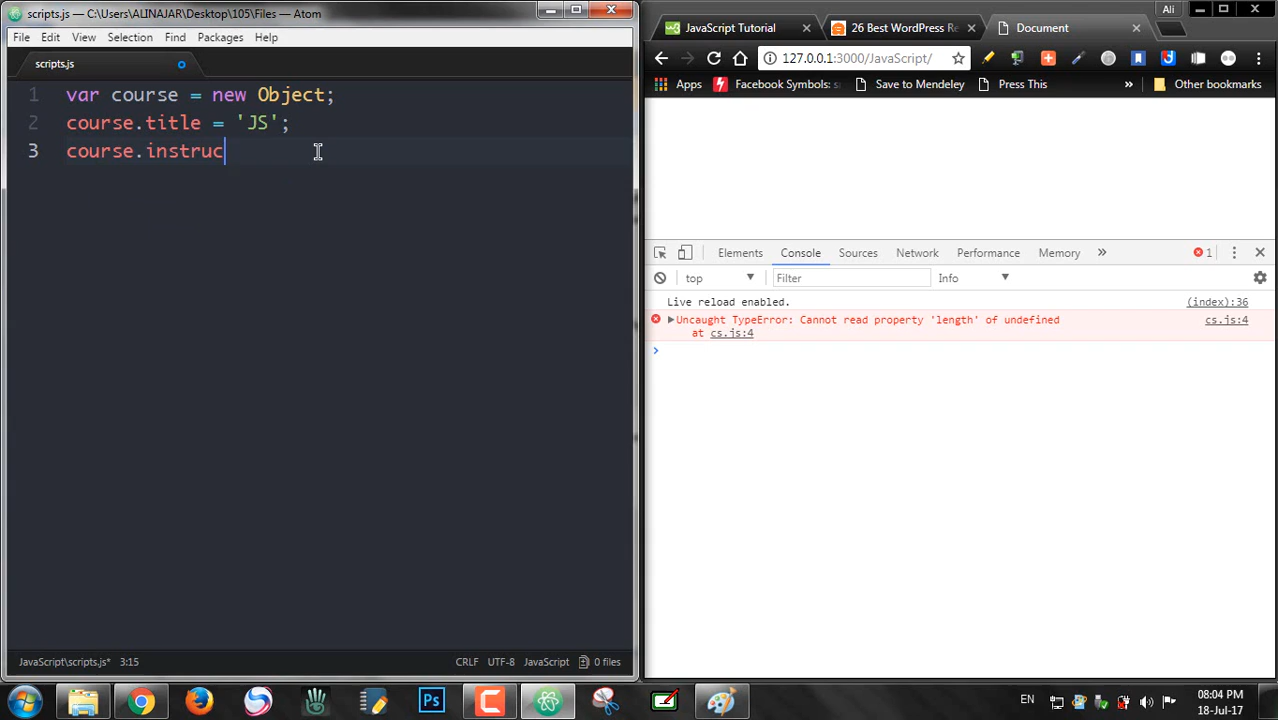 scripts.js — C:\Users\ALINAJAR\Desktop\105\Files — Atom
File Edit View Selection Find Packages Help
scripts.js
1 var course = new Object;
2 course.title = 'JS';
3 course.instruc
JavaScript\scripts.js* 3:15 CRLF UTF-8 JavaScript 0 files
JavaScript Tutorial 26 Best WordPress Re Document Ali
127.0.0.1:3000/JavaScript/
Apps Facebook Symbols: s Save to Mendeley Press This » Other bookmarks
Elements Console Sources Network Performance Memory » 1
top Filter Info
Live reload enabled. (index):36
Uncaught TypeError: Cannot read property 'length' of undefined cs.js:4
at cs.js:4
Ps EN 08:04 PM
18-Jul-17